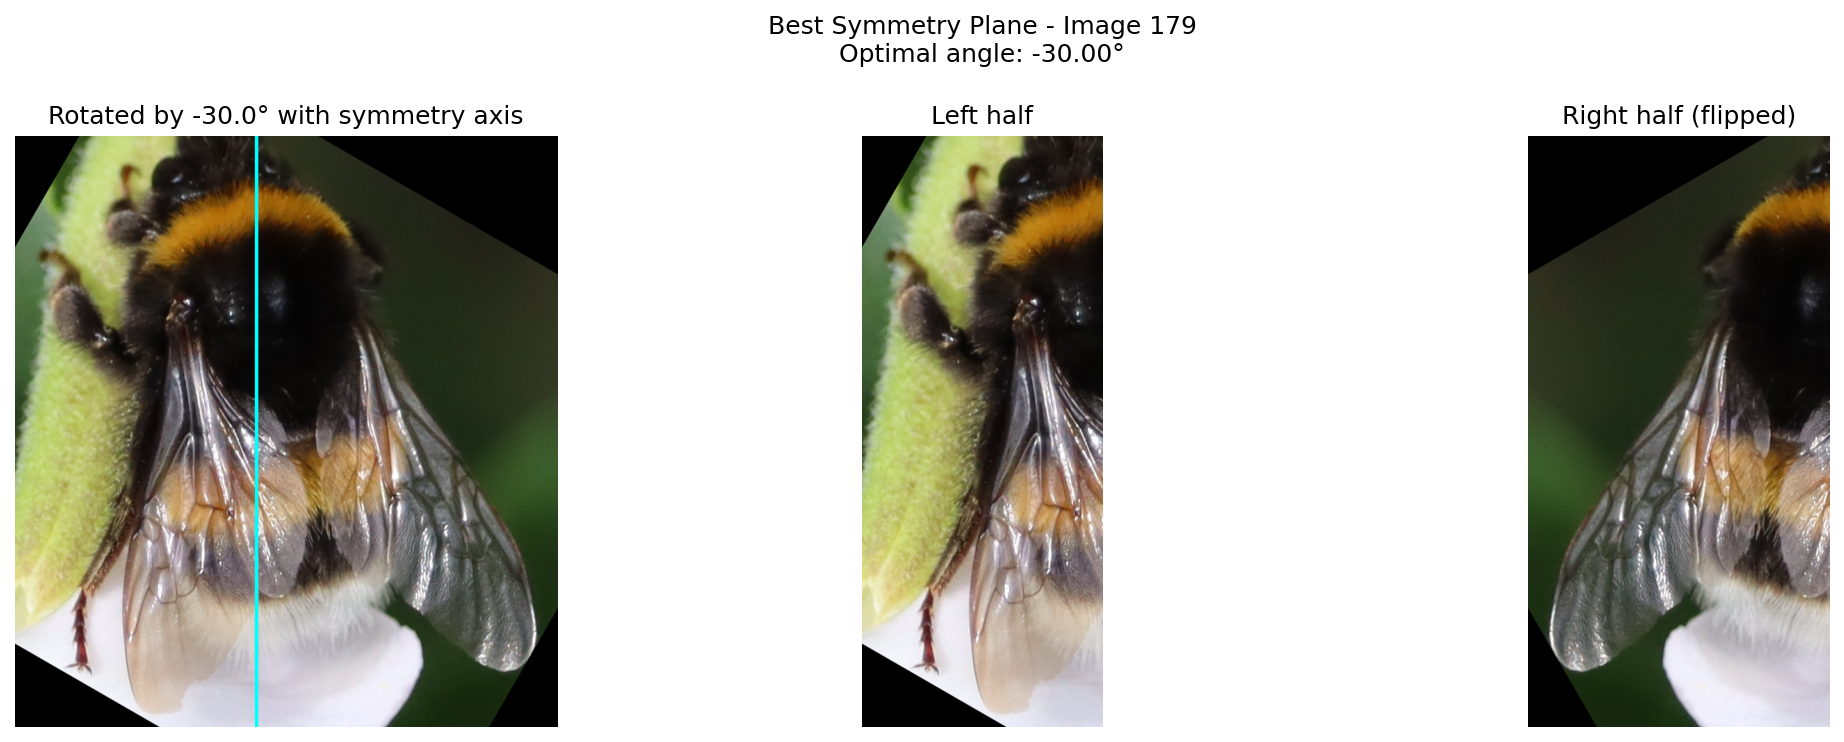 Best Symmetry Plane - Image 179
Optimal angle: -30.00°
Rotated by -30.0° with symmetry axis
Left half
Right half (flipped)